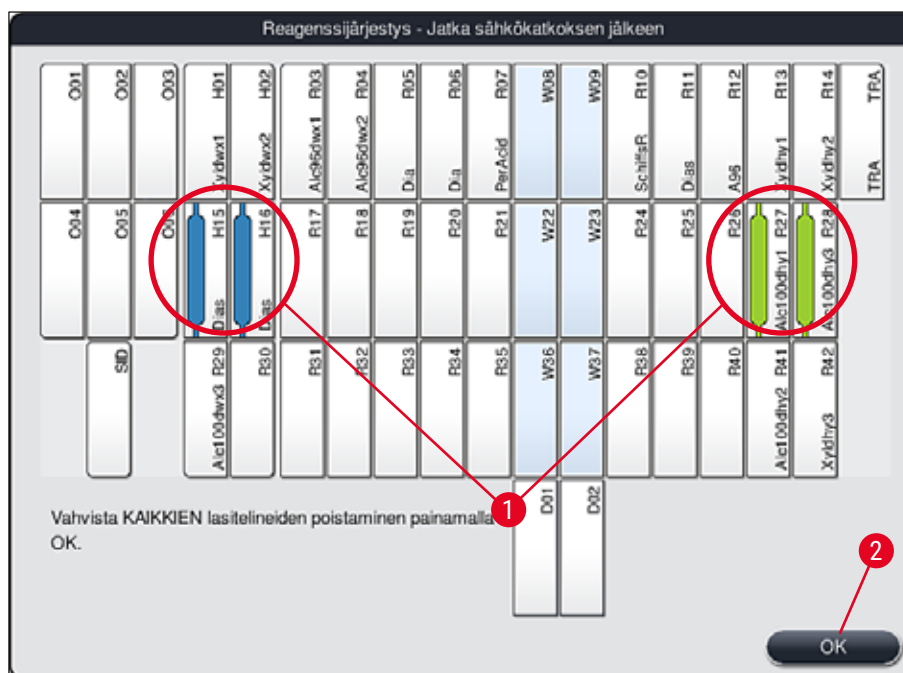 Reagenssijärjestys - Jatka sähkökatkoksen jälkeen
O01
O02
O03
Xyldwx1 H01
Xyldwx2 H02
Alc96dwx1 R03
Alc96dwx2 R04
Dia R05
Dia R06
PerAcid R07
W08
W09
SchiffsR R10
Dias R11
A96 R12
Xyldhy1 R13
Xyldhy2 R14
TRA TRA
O04
O05
Dias H15
Dias H16
R17
R18
R19
R20
R21
W22
W23
R24
R25
R26
Alc100dhy1 R27
Alc100dhy3 R28
SID
Alc100dwx3 R29
R30
R31
R32
R33
R34
R35
W36
W37
R38
R39
R40
Alc100dhy2 R41
Xyldhy3 R42
D01
D02
Vahvista KAIKKIEN lasitelineiden poistaminen painamalla
OK.
1
2
OK